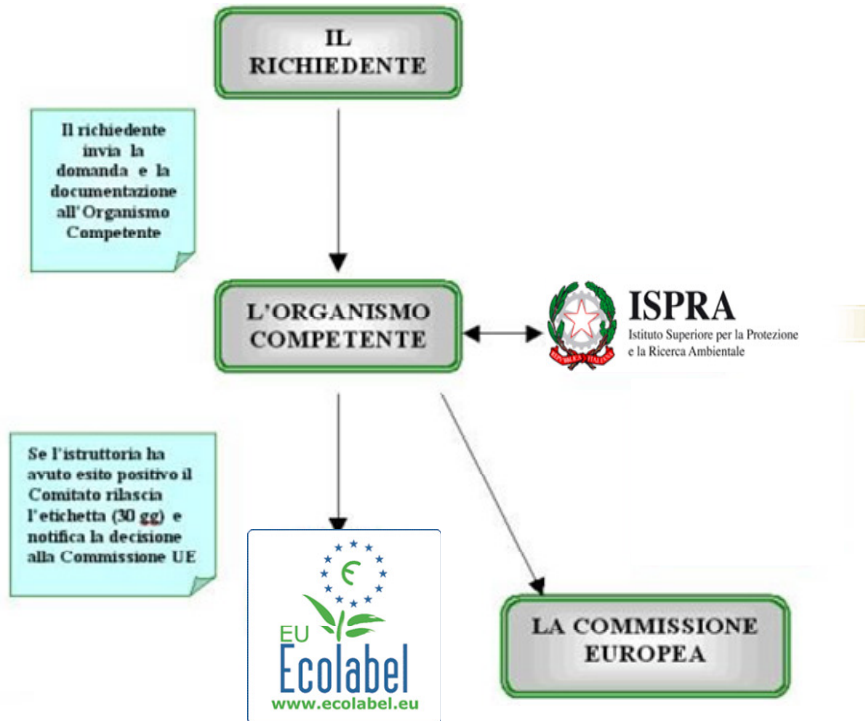 IL
RICHIEDENTE
Il richiedente
invia la
domanda e la
documentazione
all'Organismo
Competente
L'ORGANISMO
COMPETENTE
ISPRA
Istituto Superiore per la Protezione
e la Ricerca Ambientale
REPVBBLICA ITALIANA
Se l'istruttoria ha
avuto esito positivo il
Comitato rilascia
l'etichetta (30 gg) e
notifica la decisione
alla Commissione UE
EU
Ecolabel
www.ecolabel.eu
LA COMMISSIONE
EUROPEA